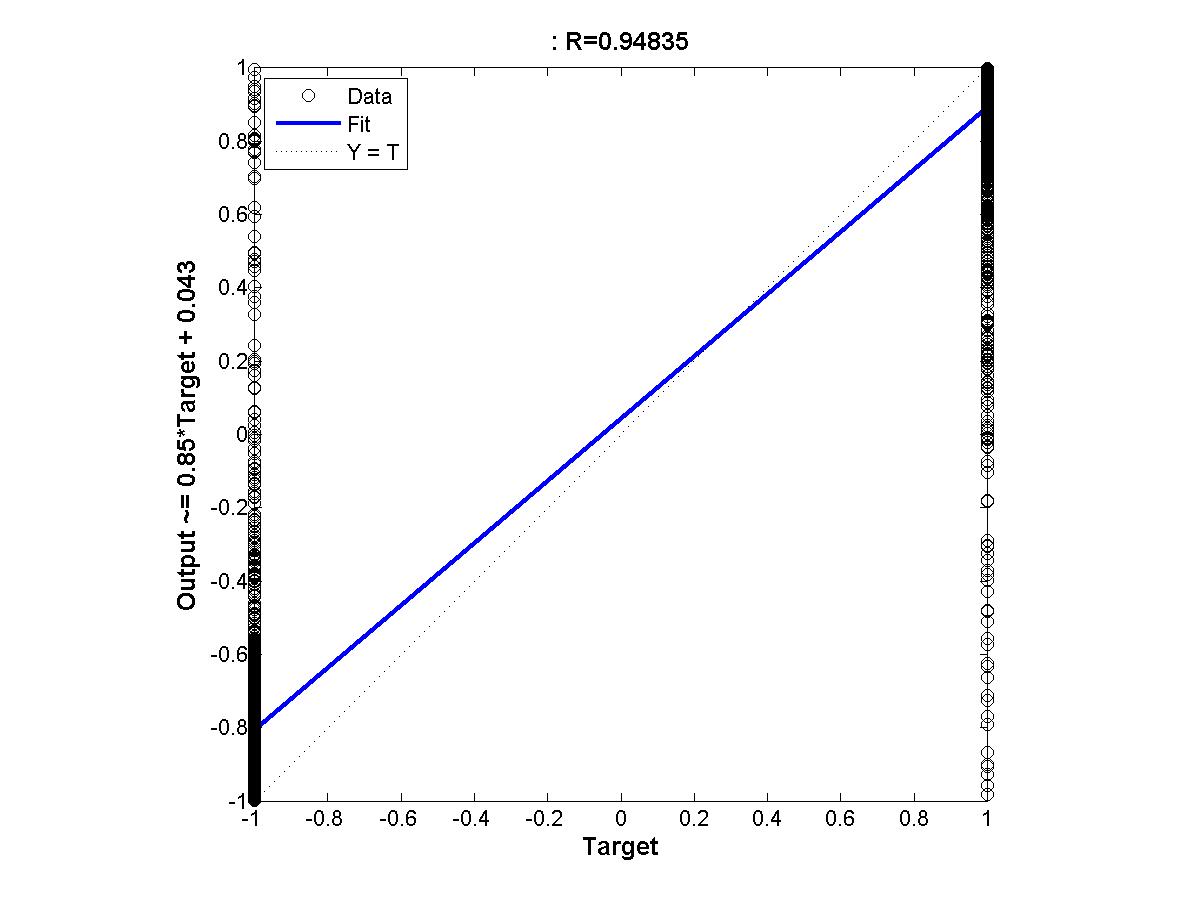 : R=0.94835
Data
Fit
Y = T
1
0.8
0.6
0.4
0.2
0
-0.2
-0.4
-0.6
-0.8
-1
Output ~= 0.85*Target + 0.043
-1 -0.8 -0.6 -0.4 -0.2 0 0.2 0.4 0.6 0.8 1
Target